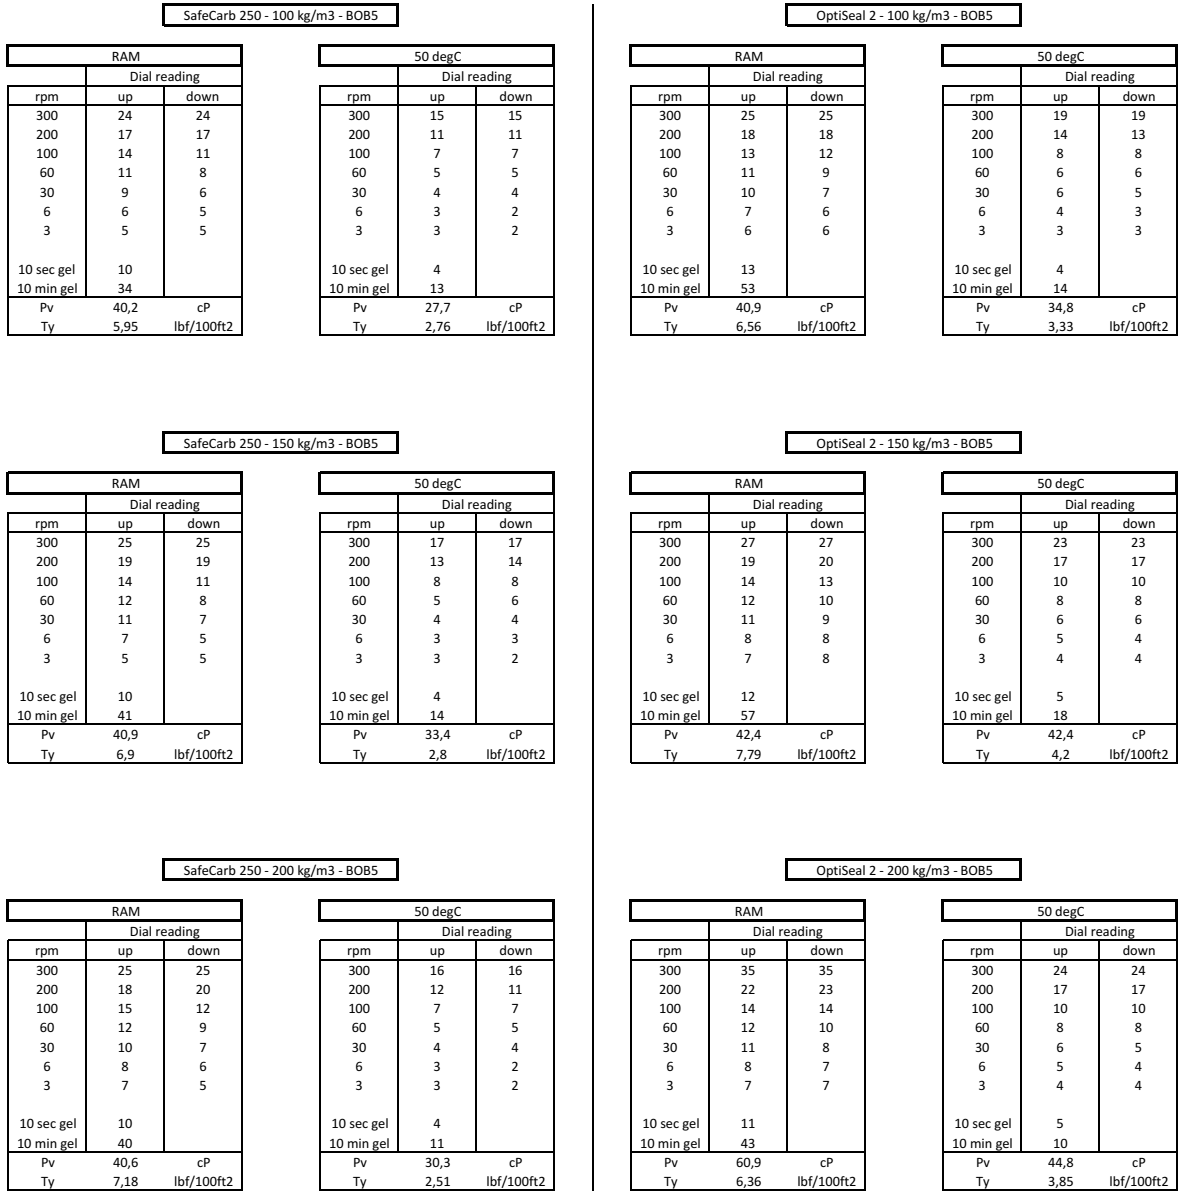 SafeCarb 250 - 100 kg/m3 - BOB5
RAM
Dial reading
rpm up down
300 24 24
200 17 17
100 14 11
60 11 8
30 9 6
6 6 5
3 5 5
10 sec gel 10
10 min gel 34
Pv 40,2 cP
Ty 5,95 lbf/100ft2
50 degC
Dial reading
rpm up down
300 15 15
200 11 11
100 7 7
60 5 5
30 4 4
6 3 2
3 3 2
10 sec gel 4
10 min gel 13
Pv 27,7 cP
Ty 2,76 lbf/100ft2
OptiSeal 2 - 100 kg/m3 - BOB5
RAM
Dial reading
rpm up down
300 25 25
200 18 18
100 13 12
60 11 9
30 10 7
6 7 6
3 6 6
10 sec gel 13
10 min gel 53
Pv 40,9 cP
Ty 6,56 lbf/100ft2
50 degC
Dial reading
rpm up down
300 19 19
200 14 13
100 8 8
60 6 6
30 6 5
6 4 3
3 3 3
10 sec gel 4
10 min gel 14
Pv 34,8 cP
Ty 3,33 lbf/100ft2
SafeCarb 250 - 150 kg/m3 - BOB5
RAM
Dial reading
rpm up down
300 25 25
200 19 19
100 14 11
60 12 8
30 11 7
6 7 5
3 5 5
10 sec gel 10
10 min gel 41
Pv 40,9 cP
Ty 6,9 lbf/100ft2
50 degC
Dial reading
rpm up down
300 17 17
200 13 14
100 8 8
60 5 6
30 4 4
6 3 3
3 3 2
10 sec gel 4
10 min gel 14
Pv 33,4 cP
Ty 2,8 lbf/100ft2
OptiSeal 2 - 150 kg/m3 - BOB5
RAM
Dial reading
rpm up down
300 27 27
200 19 20
100 14 13
60 12 10
30 11 9
6 8 8
3 7 8
10 sec gel 12
10 min gel 57
Pv 42,4 cP
Ty 7,79 lbf/100ft2
50 degC
Dial reading
rpm up down
300 23 23
200 17 17
100 10 10
60 8 8
30 6 6
6 5 4
3 4 4
10 sec gel 5
10 min gel 18
Pv 42,4 cP
Ty 4,2 lbf/100ft2
SafeCarb 250 - 200 kg/m3 - BOB5
RAM
Dial reading
rpm up down
300 25 25
200 18 20
100 15 12
60 12 9
30 10 7
6 8 6
3 7 5
10 sec gel 10
10 min gel 40
Pv 40,6 cP
Ty 7,18 lbf/100ft2
50 degC
Dial reading
rpm up down
300 16 16
200 12 11
100 7 7
60 5 5
30 4 4
6 3 2
3 3 2
10 sec gel 4
10 min gel 11
Pv 30,3 cP
Ty 2,51 lbf/100ft2
OptiSeal 2 - 200 kg/m3 - BOB5
RAM
Dial reading
rpm up down
300 35 35
200 22 23
100 14 14
60 12 10
30 11 8
6 8 7
3 7 7
10 sec gel 11
10 min gel 43
Pv 60,9 cP
Ty 6,36 lbf/100ft2
50 degC
Dial reading
rpm up down
300 24 24
200 17 17
100 10 10
60 8 8
30 6 5
6 5 4
3 4 4
10 sec gel 5
10 min gel 10
Pv 44,8 cP
Ty 3,85 lbf/100ft2